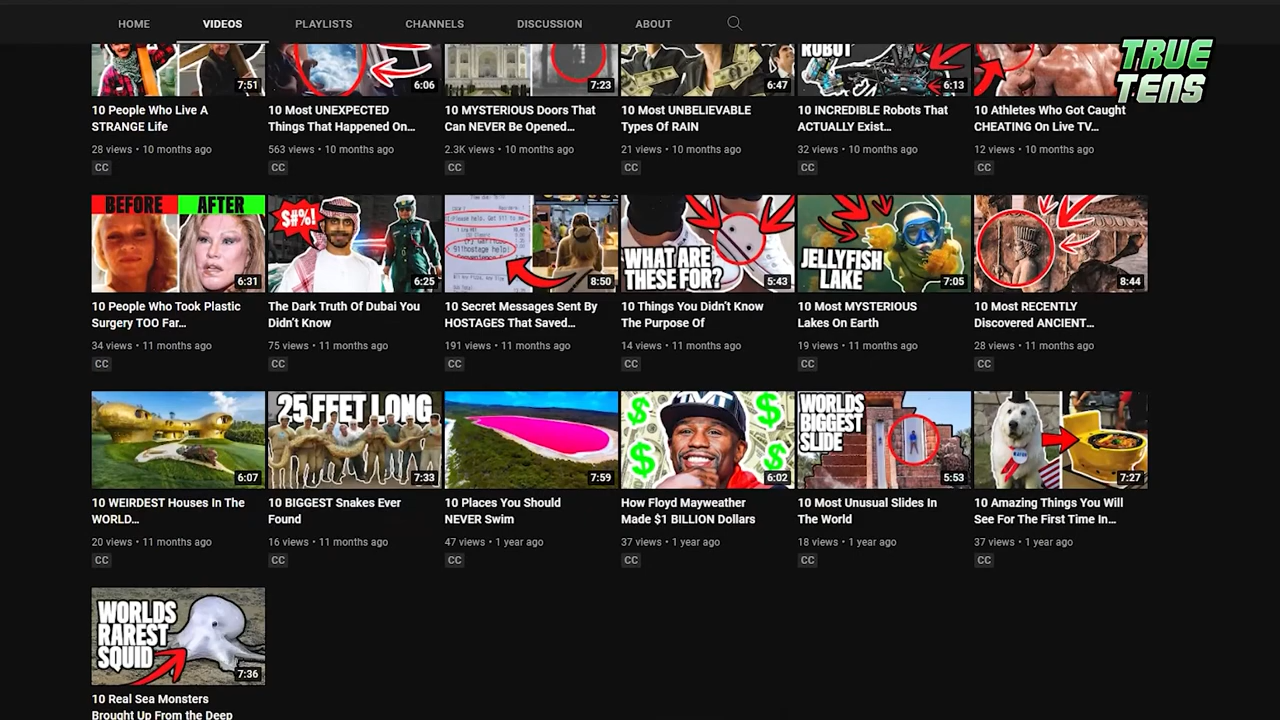 HOME VIDEOS PLAYLISTS CHANNELS DISCUSSION ABOUT
TRUE
TENS
7:51
ROBOT
6:06
7:23
6:47
6:13
10 People Who Live A
STRANGE Life
28 views • 10 months ago
CC
10 Most UNEXPECTED
Things That Happened On...
563 views • 10 months ago
CC
10 MYSTERIOUS Doors That
Can NEVER Be Opened...
2.3K views • 10 months ago
CC
10 Most UNBELIEVABLE
Types Of RAIN
21 views • 10 months ago
CC
10 INCREDIBLE Robots That
ACTUALLY Exist...
32 views • 10 months ago
CC
10 Athletes Who Got Caught
CHEATING On Live TV...
12 views • 10 months ago
CC
BEFORE AFTER
6:31
10 People Who Took Plastic
Surgery TOO Far...
34 views • 11 months ago
CC
$#%!
6:25
The Dark Truth Of Dubai You
Didn't Know
75 views • 11 months ago
CC
Please help. Get
911hostage help!
8:50
10 Secret Messages Sent By
HOSTAGES That Saved...
191 views • 11 months ago
CC
WHAT ARE
THESE FOR?
5:43
10 Things You Didn't Know
The Purpose Of
14 views • 11 months ago
CC
JELLYFISH
LAKE
7:05
10 Most MYSTERIOUS
Lakes On Earth
19 views • 11 months ago
CC
8:44
10 Most RECENTLY
Discovered ANCIENT...
28 views • 11 months ago
CC
6:07
10 WEIRDEST Houses In The
WORLD...
20 views • 11 months ago
CC
25 FEET LONG
7:33
10 BIGGEST Snakes Ever
Found
16 views • 11 months ago
CC
7:59
10 Places You Should
NEVER Swim
47 views • 1 year ago
CC
TMT
6:02
How Floyd Mayweather
Made $1 BILLION Dollars
37 views • 1 year ago
CC
WORLDS
BIGGEST
SLIDE
5:53
10 Most Unusual Slides In
The World
18 views • 1 year ago
CC
7:27
10 Amazing Things You Will
See For The First Time In...
37 views • 1 year ago
CC
WORLDS
RAREST
SQUID
7:36
10 Real Sea Monsters
Brought Up From the Deep